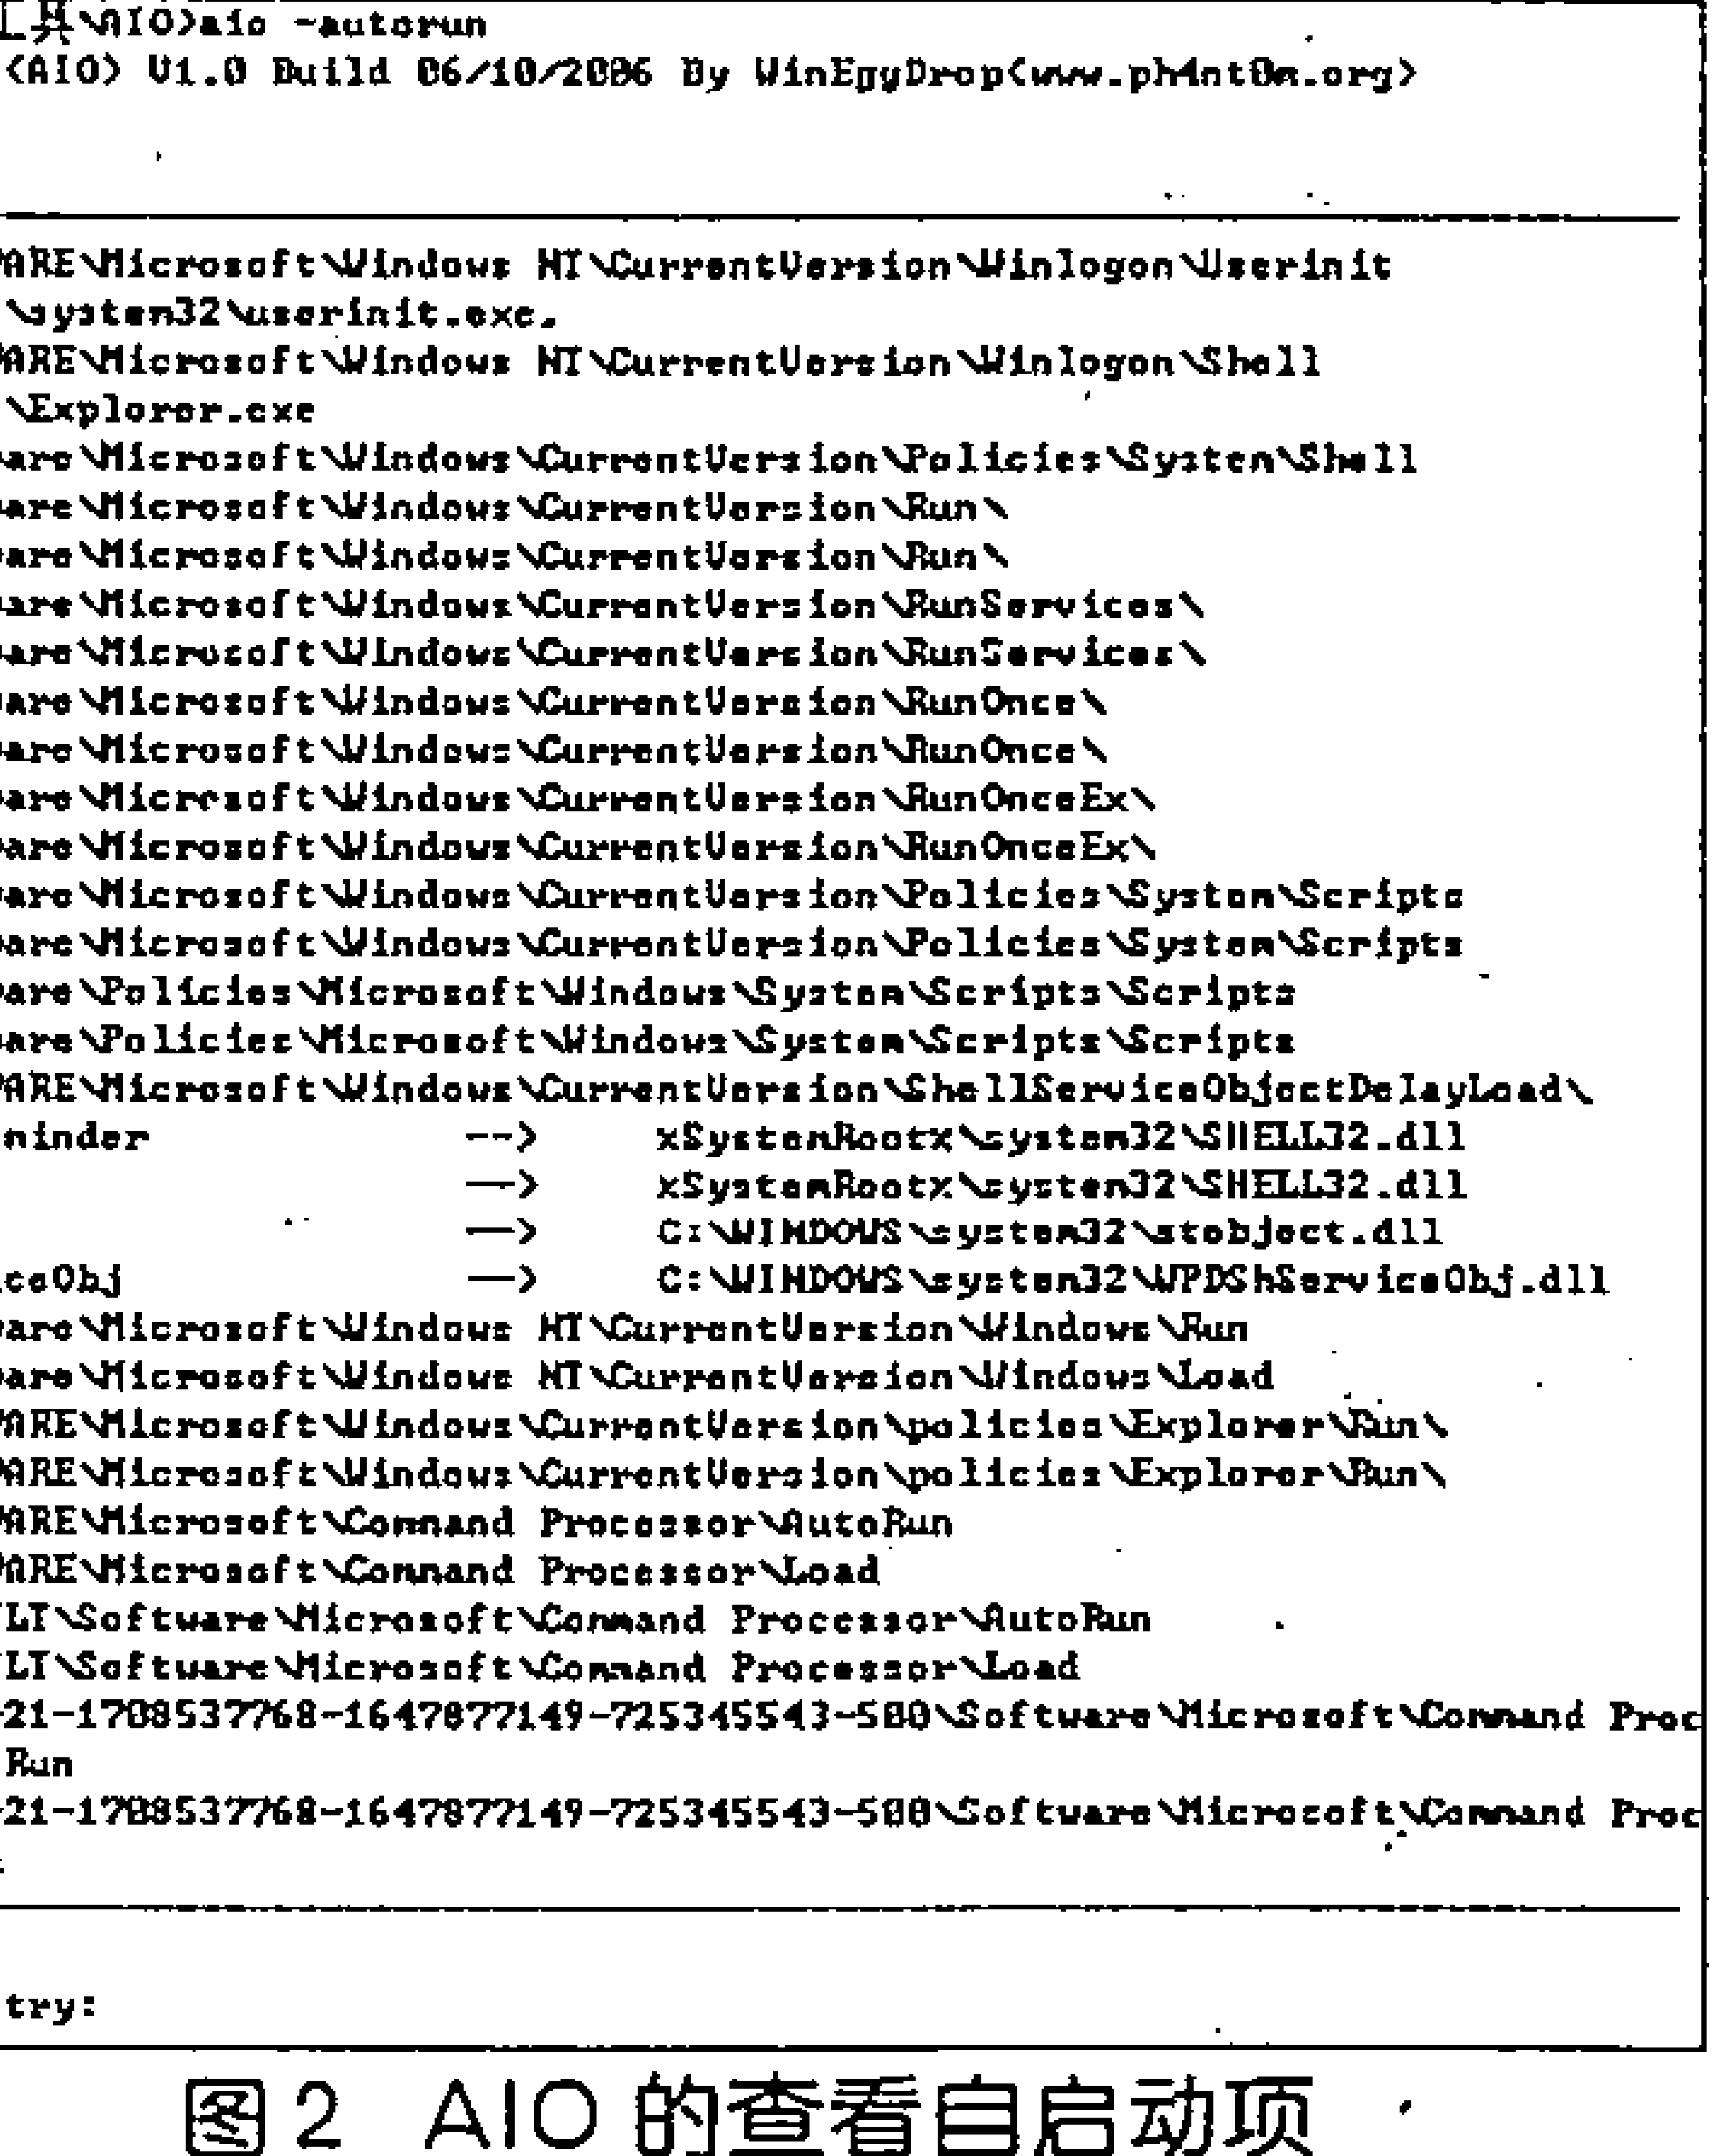 工具\AIO>aio -autorun
(AIO) V1.0 Build 06/10/2006 By WinEggDrop(www.ph4nt0m.org)
ARE\Microsoft\Windows NT\CurrentVersion\Winlogon\Userinit
\system32\userinit.exe,
ARE\Microsoft\Windows NT\CurrentVersion\Winlogon\Shell
\Explorer.exe
are\Microsoft\Windows\CurrentVersion\Policies\System\Shell
are\Microsoft\Windows\CurrentVersion\Run\
are\Microsoft\Windows\CurrentVersion\Run\
are\Microsoft\Windows\CurrentVersion\RunServices\
are\Microsoft\Windows\CurrentVersion\RunServices\
are\Microsoft\Windows\CurrentVersion\RunOnce\
are\Microsoft\Windows\CurrentVersion\RunOnce\
are\Microsoft\Windows\CurrentVersion\RunOnceEx\
are\Microsoft\Windows\CurrentVersion\RunOnceEx\
are\Microsoft\Windows\CurrentVersion\Policies\System\Scripts
are\Microsoft\Windows\CurrentVersion\Policies\System\Scripts
are\Policies\Microsoft\Windows\System\Scripts\Scripts
are\Policies\Microsoft\Windows\System\Scripts\Scripts
ARE\Microsoft\Windows\CurrentVersion\ShellServiceObjectDelayLoad\
minder --> %SystemRoot%\system32\SHELL32.dll
--> %SystemRoot%\system32\SHELL32.dll
--> C:\WINDOWS\system32\stobject.dll
ceObj --> C:\WINDOWS\system32\WPDShServiceObj.dll
are\Microsoft\Windows NT\CurrentVersion\Windows\Run
are\Microsoft\Windows NT\CurrentVersion\Windows\Load
ARE\Microsoft\Windows\CurrentVersion\policies\Explorer\Run\
ARE\Microsoft\Windows\CurrentVersion\policies\Explorer\Run\
ARE\Microsoft\Command Processor\AutoRun
ARE\Microsoft\Command Processor\Load
LT\Software\Microsoft\Command Processor\AutoRun
LT\Software\Microsoft\Command Processor\Load
-21-1708537768-1647877149-725345543-500\Software\Microsoft\Command Proc
Run
-21-1708537768-1647877149-725345543-500\Software\Microsoft\Command Proc
try:
图2 AIO 的查看自启动项